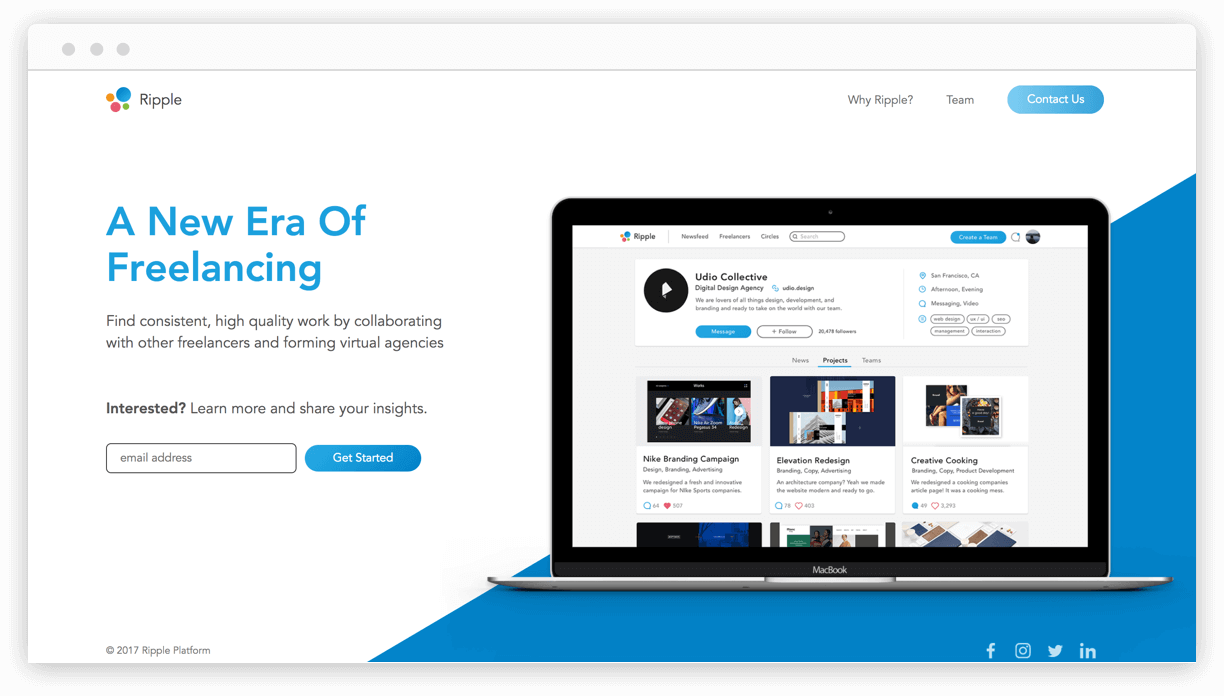 Ripple
Why Ripple?
Team
Contact Us
A New Era Of
Freelancing
Find consistent, high quality work by collaborating
with other freelancers and forming virtual agencies
Interested? Learn more and share your insights.
email address
Get Started
Ripple
Newsfeed
Freelancers
Circles
Search
Create a Team
Udio Collective
Digital Design Agency
udio.design
We are lovers of all things design, development, and
branding and ready to take on the world with our team.
Message
+ Follow
20,478 followers
San Francisco, CA
Afternoon, Evening
Messaging, Video
web design
ux / ui
seo
management
interaction
News
Projects
Teams
Works
Nike Air Zoom
Pegasus 34
Nike Branding Campaign
Design, Branding, Advertising
We redesigned a fresh and innovative
campaign for Nike Sports companies.
64
507
Elevation Redesign
Branding, Copy, Advertising
An architecture company? Yeah we made
the website modern and ready to go.
78
403
Creative Cooking
Branding, Copy, Product Development
We redesigned a cooking companies
article page! It was a cooking mess.
49
3,293
MacBook
© 2017 Ripple Platform